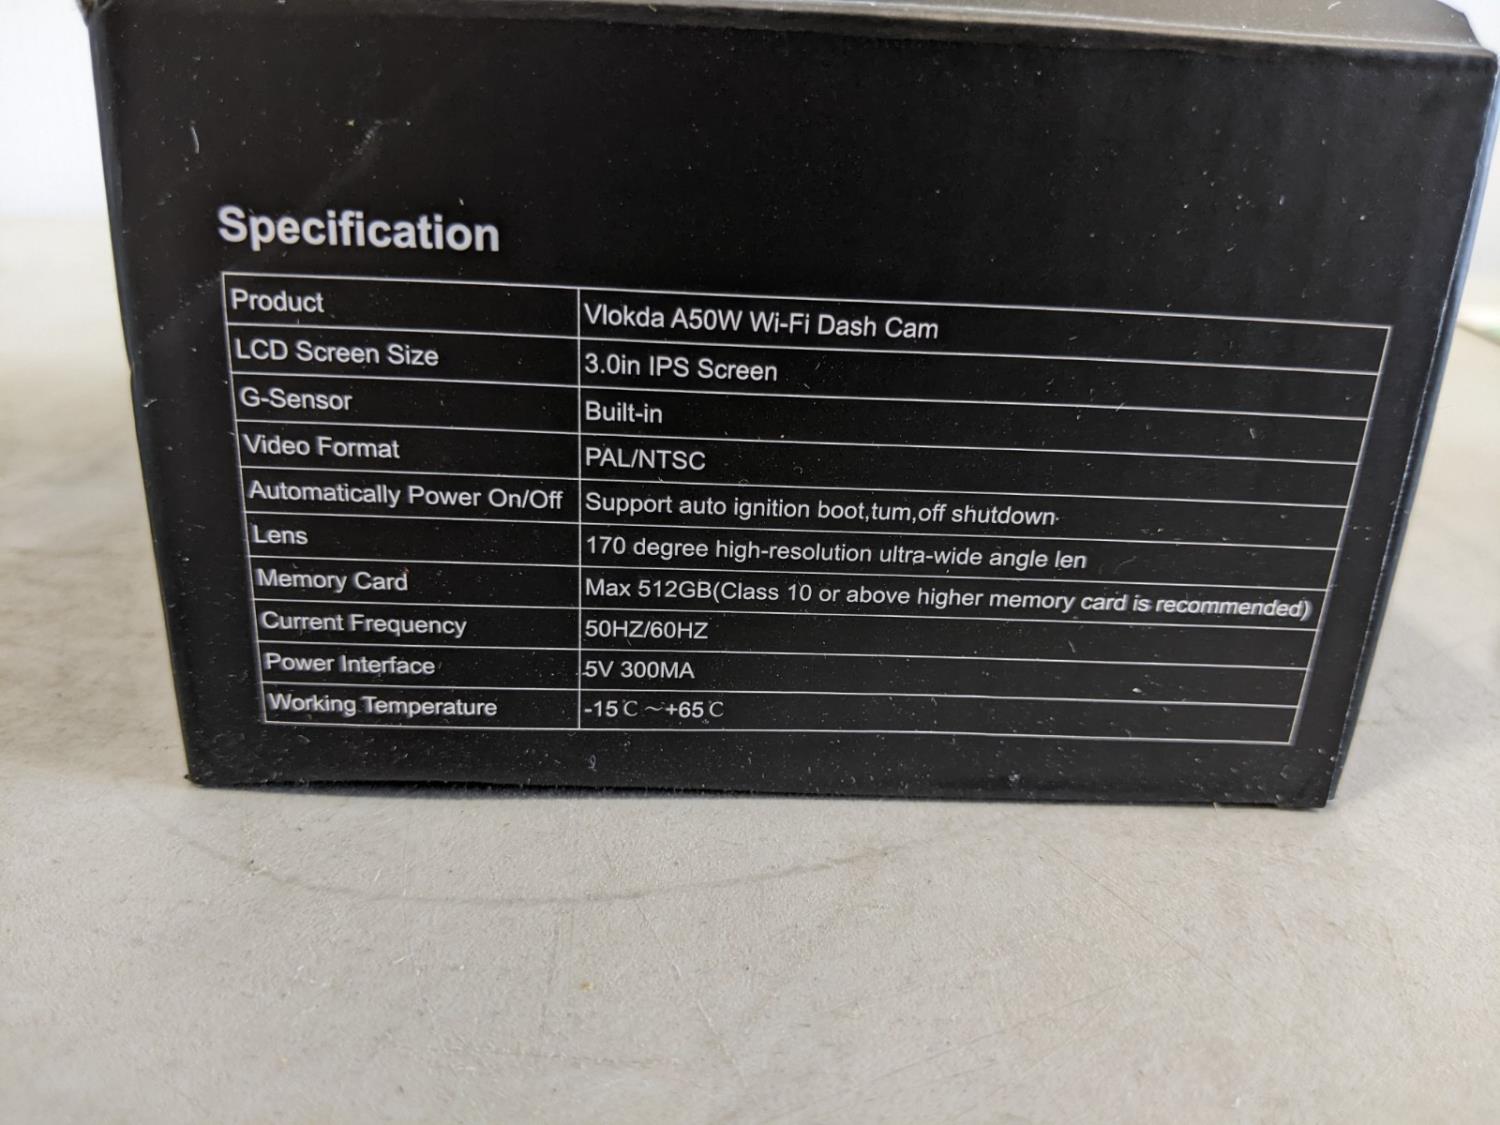 Specification
Product Vlokda A50W Wi-Fi Dash Cam
LCD Screen Size 3.0in IPS Screen
G-Sensor Built-in
Video Format PAL/NTSC
Automatically Power On/Off Support auto ignition boot,tum,off shutdown.
Lens 170 degree high-resolution ultra-wide angle len
Memory Card Max 512GB(Class 10 or above higher memory card is recommended)
Current Frequency 50HZ/60HZ
Power Interface 5V 300MA
Working Temperature -15℃～+65℃